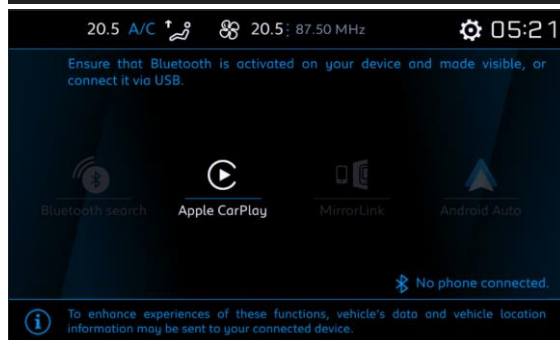 20.5 A/C 20.5 87.50 MHz 05:21
Ensure that Bluetooth is activated on your device and made visible, or
connect it via USB.
Bluetooth search Apple CarPlay MirrorLink Android Auto
No phone connected.
To enhance experiences of these functions, vehicle's data and vehicle location
information may be sent to your connected device.